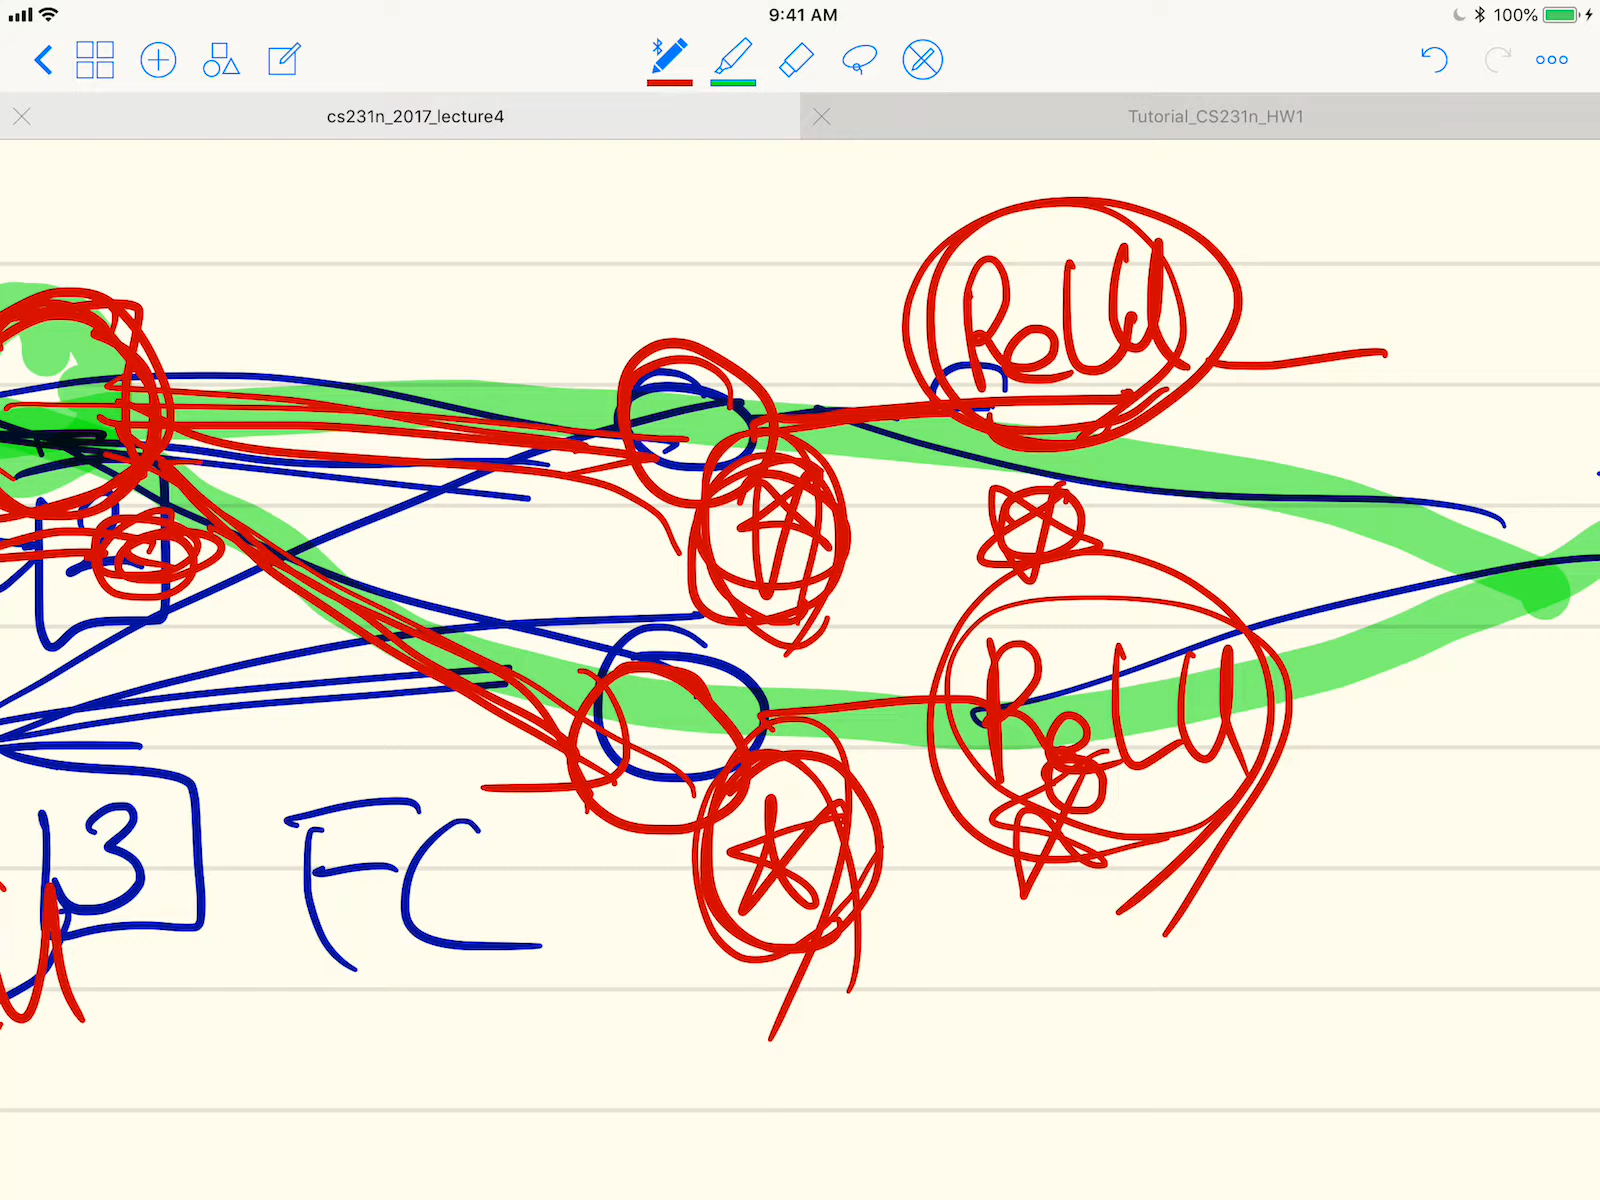 9:41 AM
100%
cs231n_2017_lecture4
Tutorial_CS231n_HW1
ReLU
ReLU
3
FC